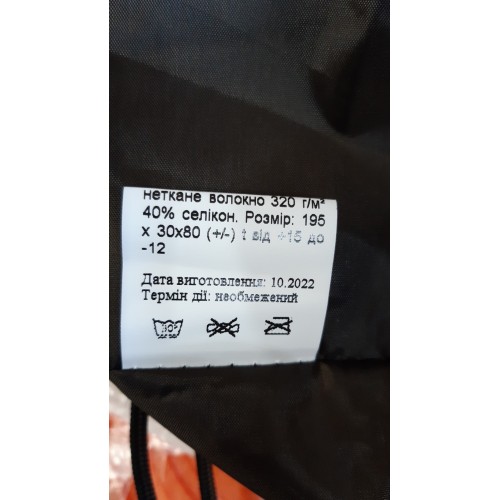 неткане волокно 320 г/м²
40% селікон. Розмір: 195
х 30х80 (+/-) t від +15 до
-12
Дата виготовлення: 10.2022
Термін дії: необмежений
30°